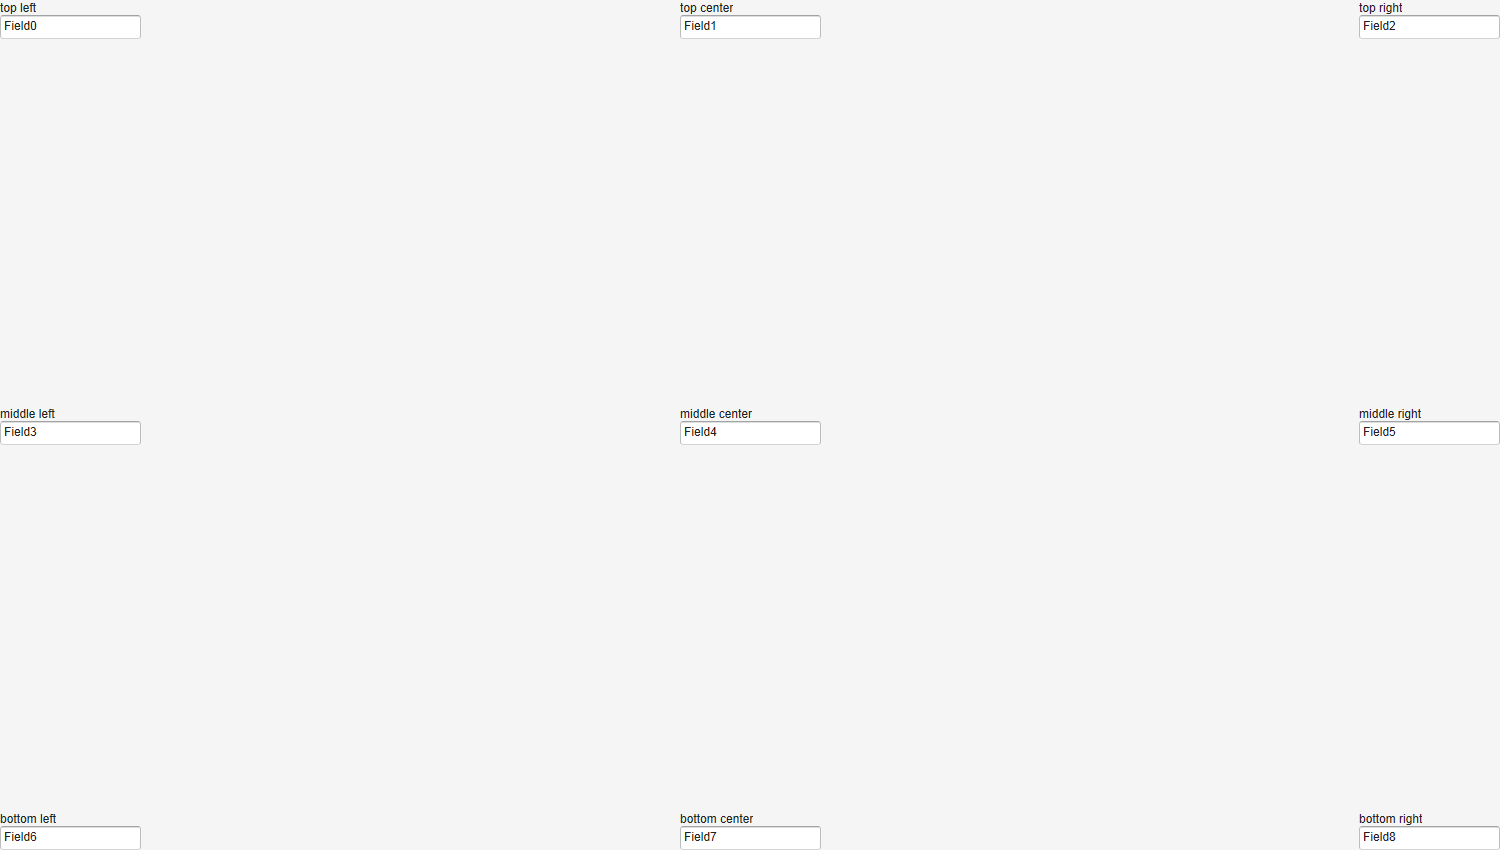 top left
Field0
top center
Field1
top right
Field2
middle left
Field3
middle center
Field4
middle right
Field5
bottom left
Field6
bottom center
Field7
bottom right
Field8